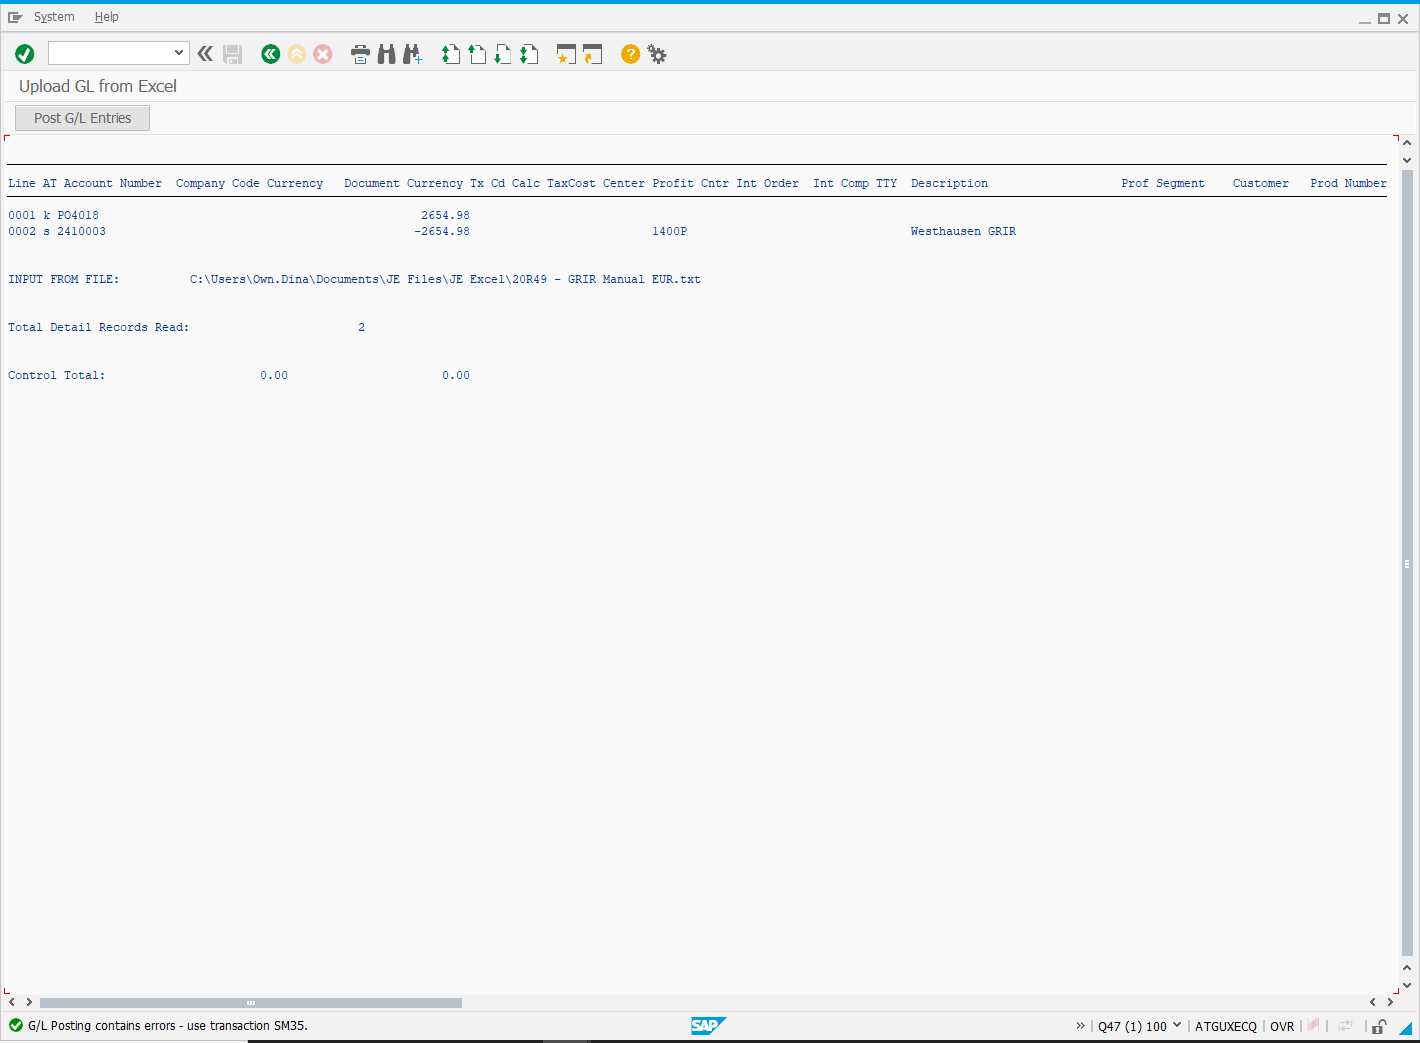 System Help
Upload GL from Excel
Post G/L Entries
Line AT Account Number Company Code Currency Document Currency Tx Cd Calc TaxCost Center Profit Cntr Int Order Int Comp TTY Description Prof Segment Customer Prod Number
0001 k PO4018 2654.98
0002 s 2410003 -2654.98 1400P Westhausen GRIR
INPUT FROM FILE: C:\Users\Own.Dina\Documents\JE Files\JE Excel\20R49 - GRIR Manual EUR.txt
Total Detail Records Read: 2
Control Total: 0.00 0.00
G/L Posting contains errors - use transaction SM35. SAP Q47 (1) 100 ATGUXECQ OVR